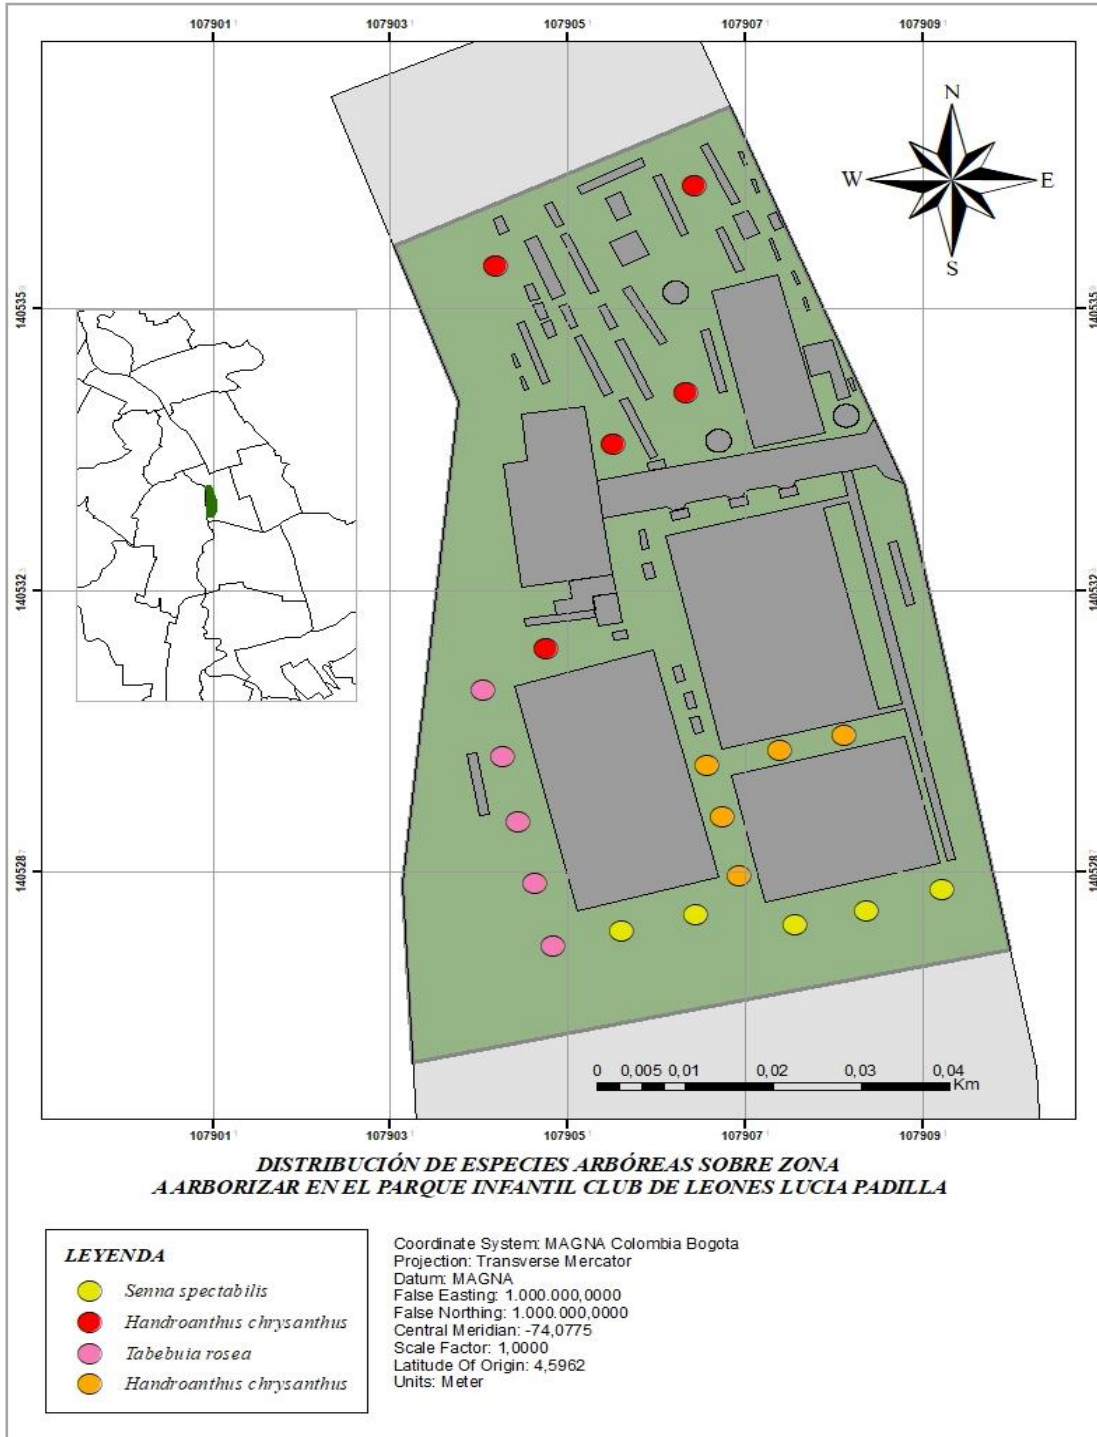 107901 107903 107905 107907 107909
N
W E
S
140535 140535
140532 140532
140528 140528
0 0,005 0,01 0,02 0,03 0,04
Km
107901 107903 107905 107907 107909
DISTRIBUCIÓN DE ESPECIES ARBÓREAS SOBRE ZONA
A ARBORIZAR EN EL PARQUE INFANTIL CLUB DE LEONES LUCIA PADILLA
LEYENDA
Senna spectabilis
Handroanthus chrysanthus
Tabebuia rosea
Handroanthus chrysanthus
Coordinate System: MAGNA Colombia Bogota
Projection: Transverse Mercator
Datum: MAGNA
False Easting: 1.000.000,0000
False Northing: 1.000.000,0000
Central Meridian: -74,0775
Scale Factor: 1,0000
Latitude Of Origin: 4,5962
Units: Meter